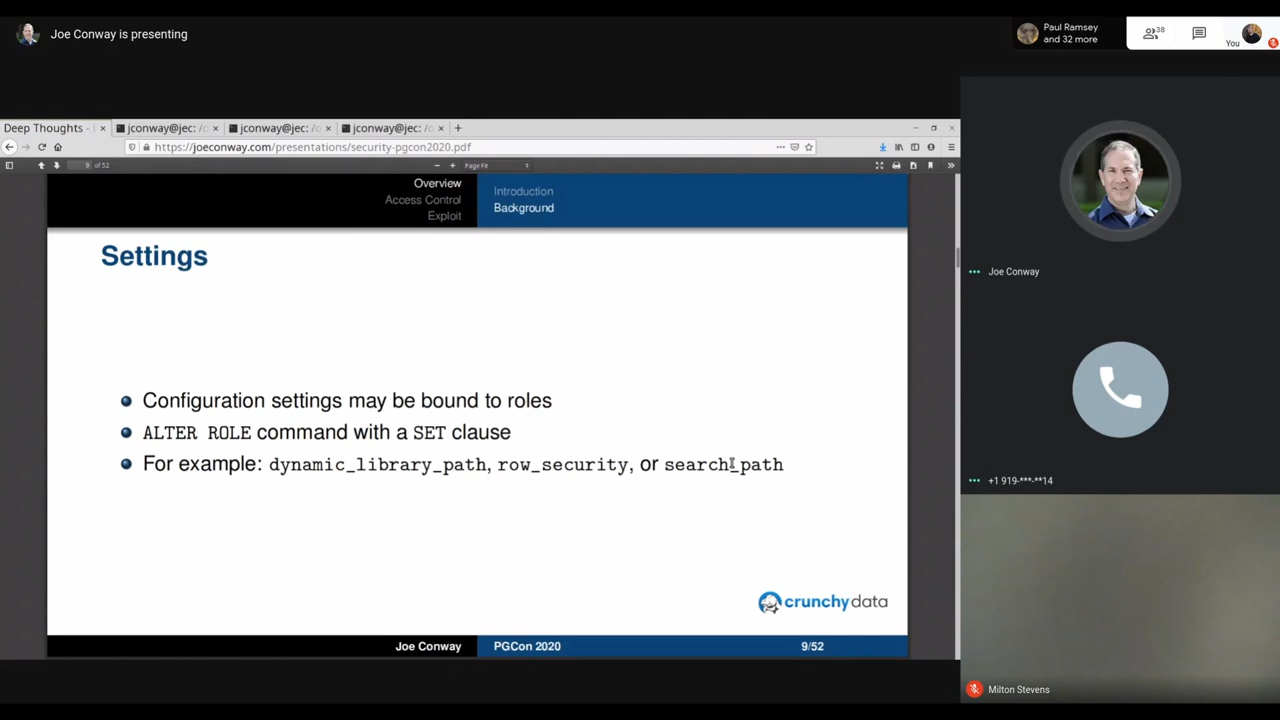 Joe Conway is presenting
Paul Ramsey
and 32 more
38
You
Deep Thoughts -
jconway@jec: /
jconway@jec: /
jconway@jec: /
https://joeconway.com/presentations/security-pgcon2020.pdf
9 of 52
Page Fit
Overview
Access Control
Exploit
Introduction
Background
Settings
Configuration settings may be bound to roles
ALTER ROLE command with a SET clause
For example: dynamic_library_path, row_security, or search_path
crunchydata
Joe Conway
PGCon 2020
9/52
Joe Conway
+1 919-***-**14
Milton Stevens